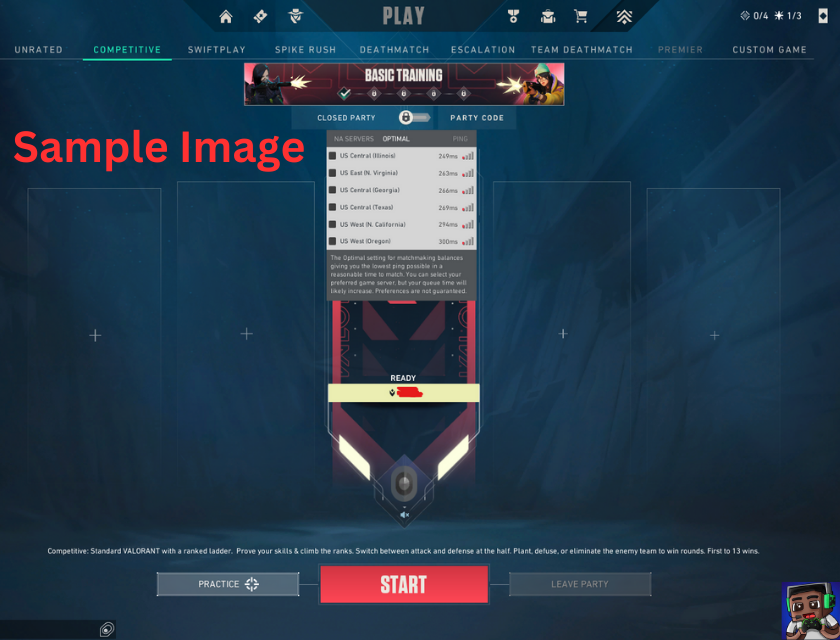 PLAY
0/4 1/3
UNRATED COMPETITIVE SWIFTPLAY SPIKE RUSH DEATHMATCH ESCALATION TEAM DEATHMATCH PREMIER CUSTOM GAME
BASIC TRAINING
CLOSED PARTY PARTY CODE
Sample Image
NA SERVERS OPTIMAL PING
US Central (Illinois) 249ms
US East (N. Virginia) 263ms
US Central (Georgia) 266ms
US Central (Texas) 269ms
US West (N. California) 294ms
US West (Oregon) 300ms
The Optimal setting for matchmaking balances
giving you the lowest ping possible in a
reasonable time to match. You can select your
preferred game server, but your queue time will
likely increase. Preferences are not guaranteed.
READY
Competitive: Standard VALORANT with a ranked ladder. Prove your skills & climb the ranks. Switch between attack and defense at the half. Plant, defuse, or eliminate the enemy team to win rounds. First to 13 wins.
PRACTICE START LEAVE PARTY